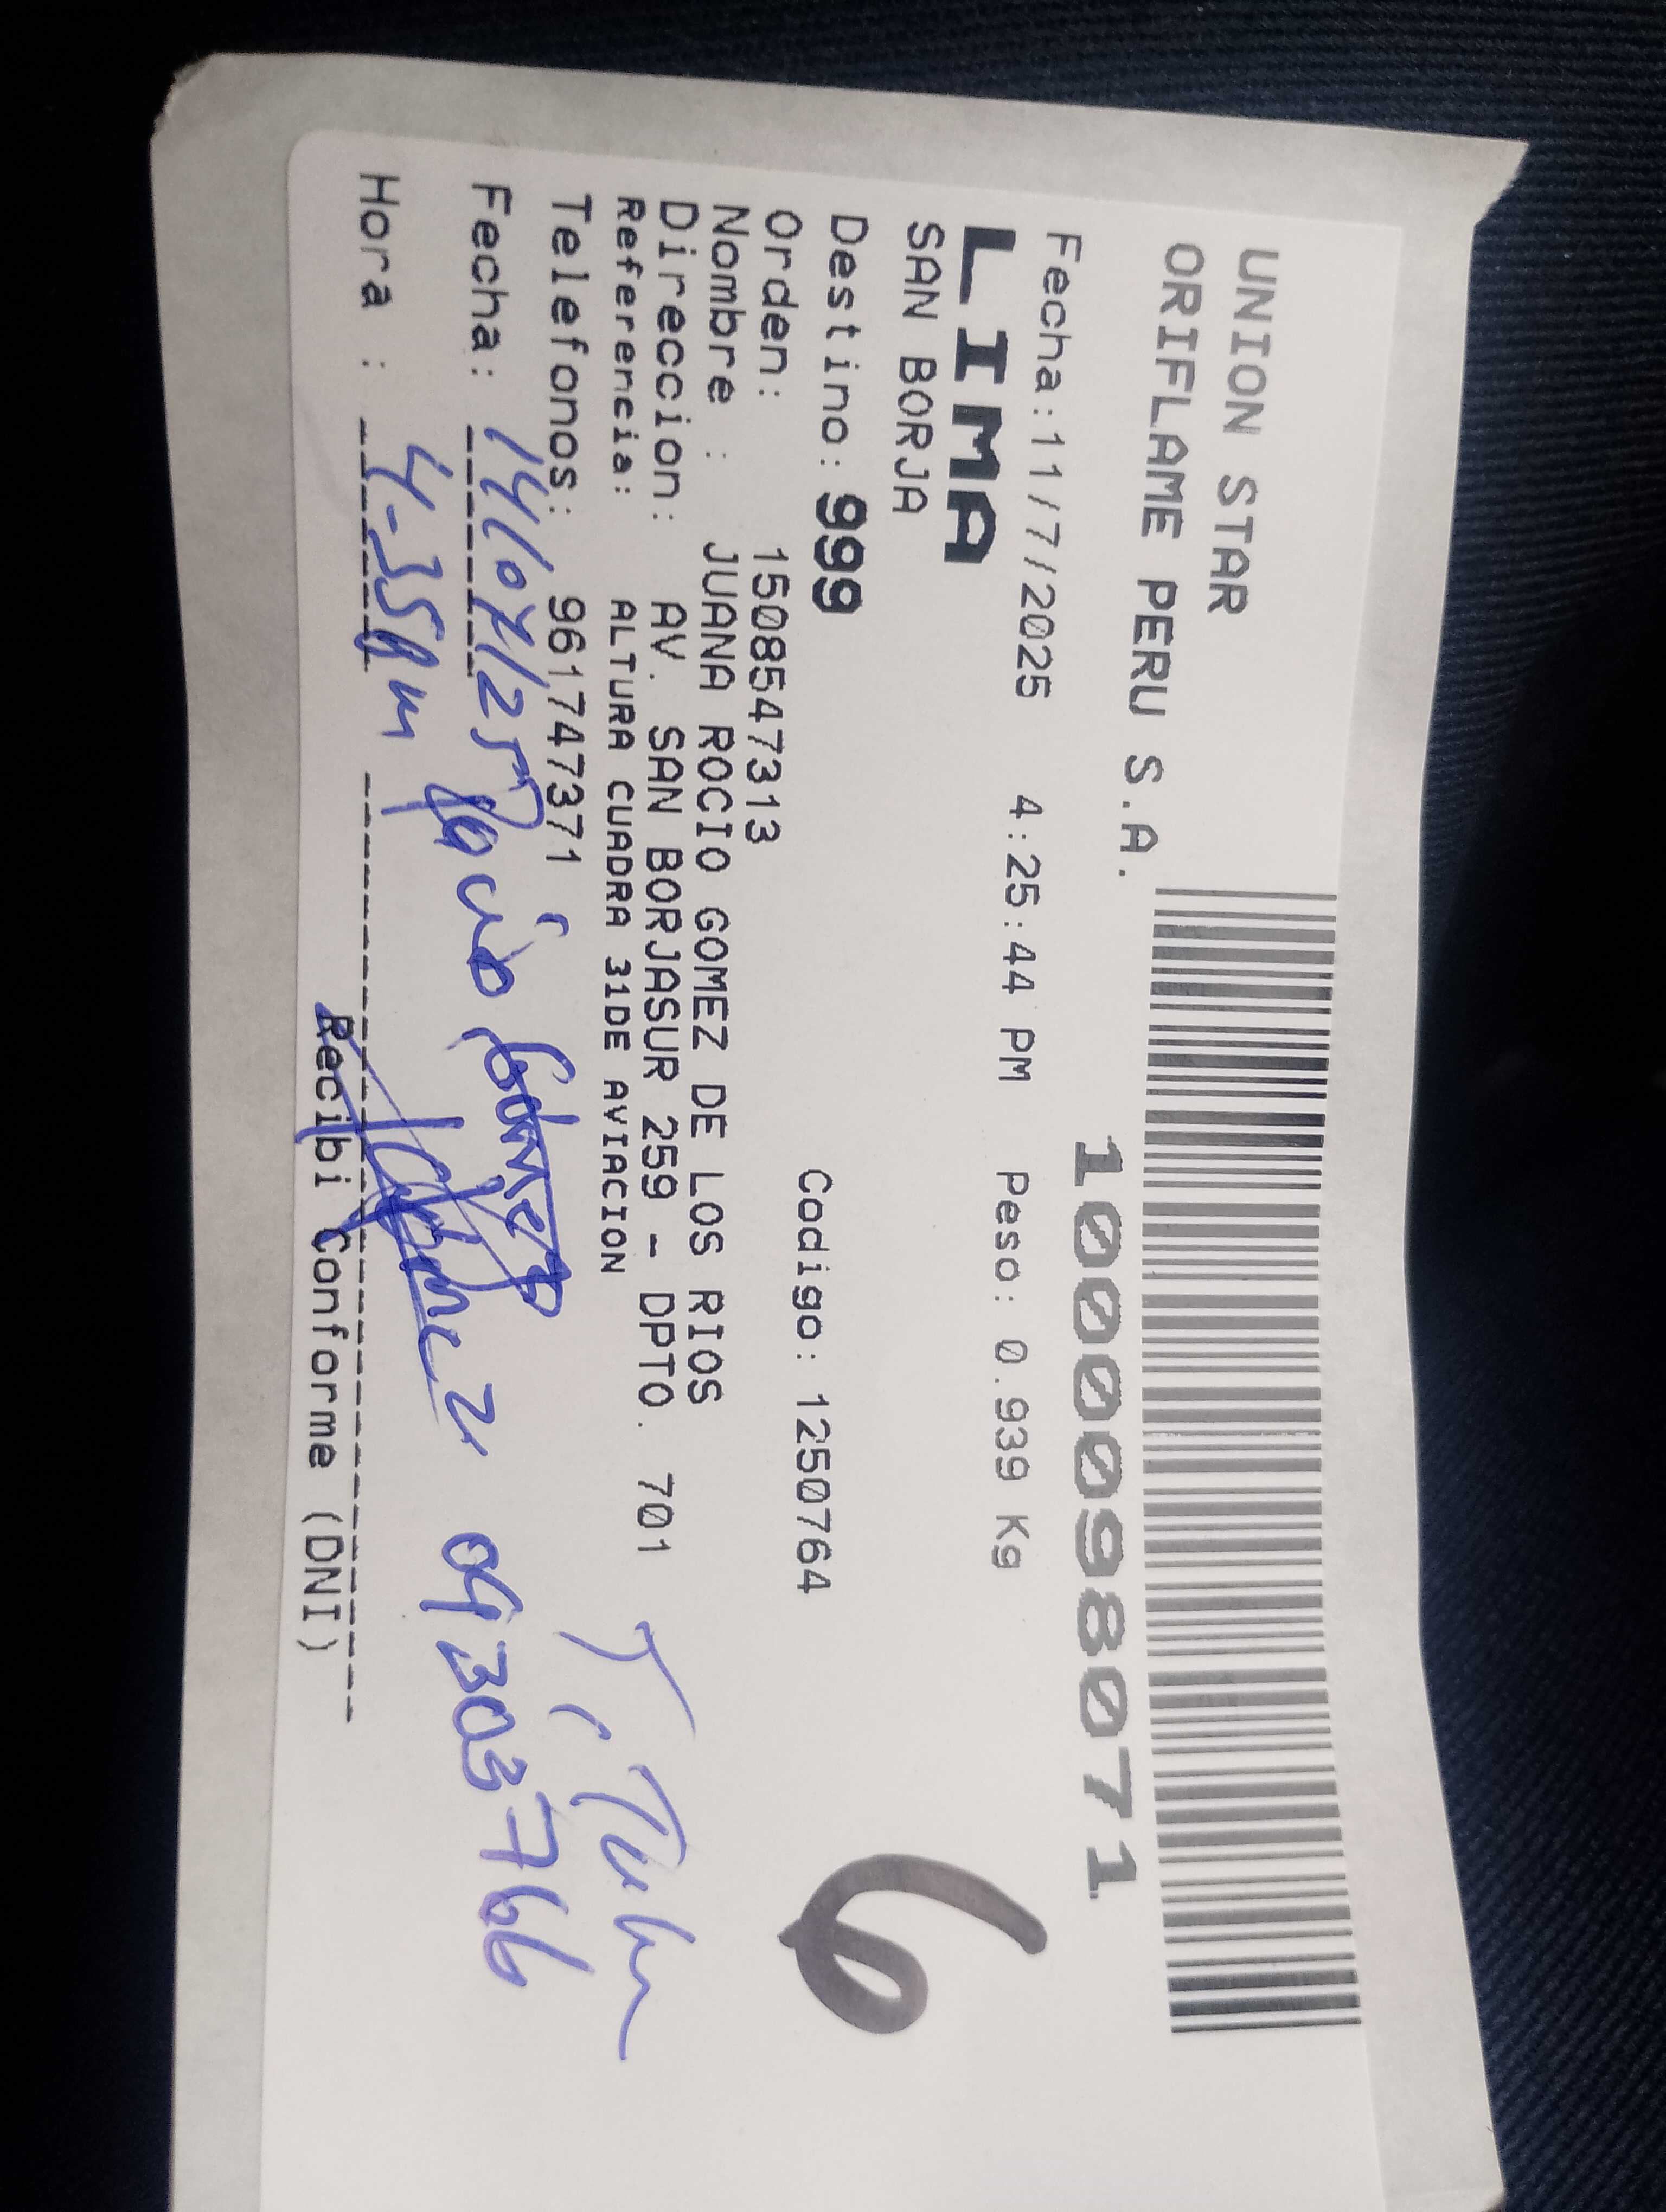 UNION STAR
ORIFLAME PERU S.A.
10000980071
Fecha:11/7/2025 4:25:44 PM Peso: 0.939 Kg
LIMA
SAN BORJA
Destino: 999
Orden: 1508547313 Codigo: 1250764
Nombre : JUANA ROCIO GOMEZ DE LOS RIOS
Direccion: AV. SAN BORJASUR 259 - DPTO. 701
Referencia: ALTURA CUADRA 31DE AVIACION
Telefonos: 961747371
Fecha: 14/07/25 Rocío Gómez
Hora : 4-35pm 09303766
Recibi Conforme (DNI)
6